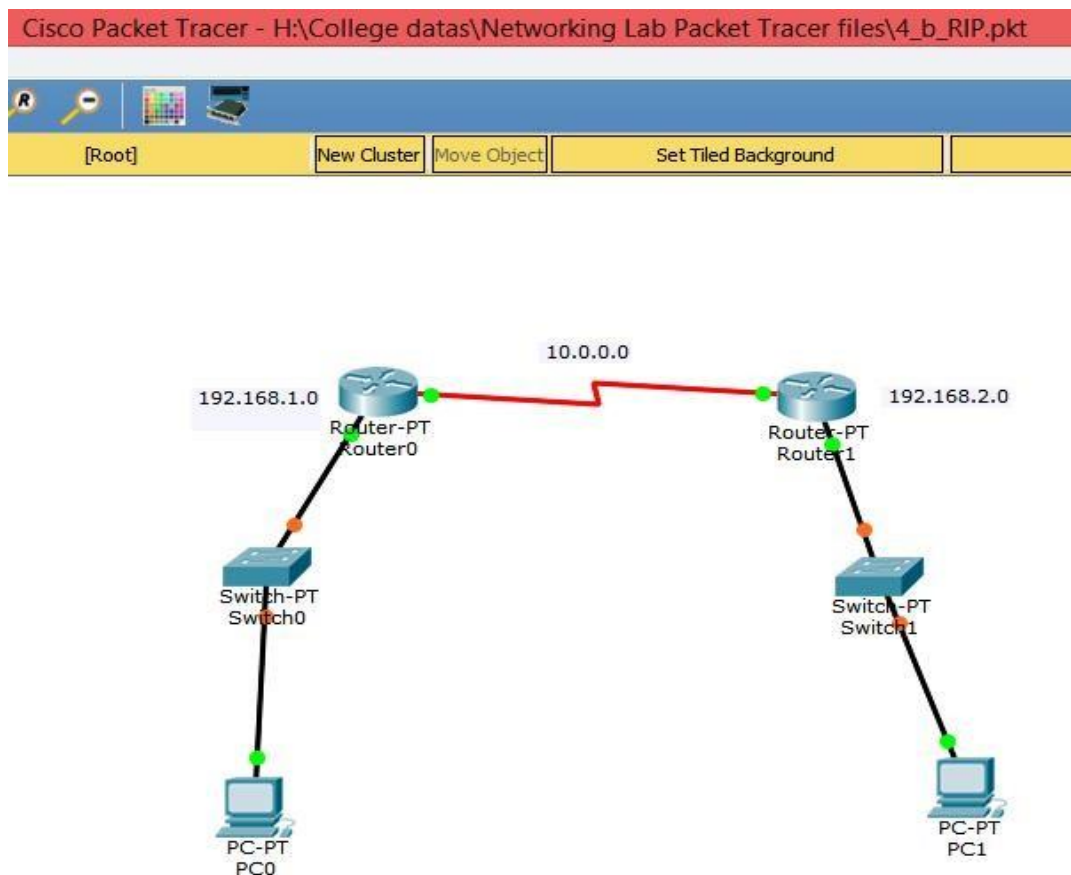 Cisco Packet Tracer - H:\College datas\Networking Lab Packet Tracer files\4_b_RIP.pkt
R
[Root] New Cluster Move Object Set Tiled Background
10.0.0.0
192.168.1.0
192.168.2.0
Router-PT
Router0
Router-PT
Router1
Switch-PT
Switch0
Switch-PT
Switch1
PC-PT
PC0
PC-PT
PC1